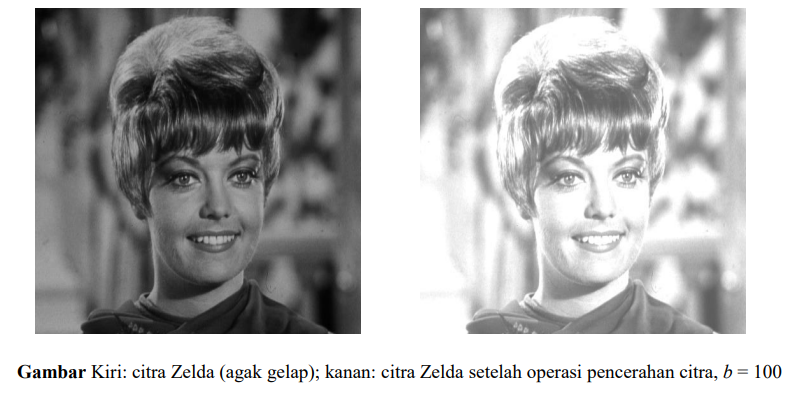 Gambar Kiri: citra Zelda (agak gelap); kanan: citra Zelda setelah operasi pencerahan citra, b = 100